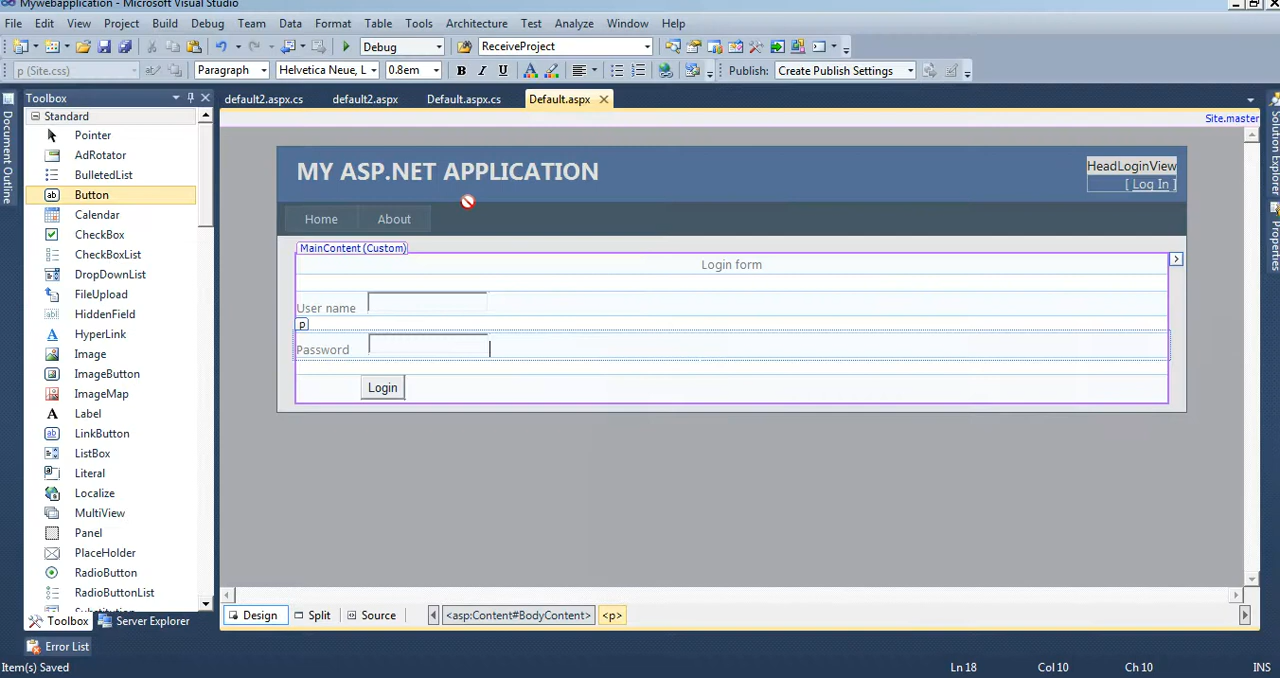 Mywebapplication - Microsoft Visual Studio
File Edit View Project Build Debug Team Data Format Table Tools Architecture Test Analyze Window Help
Debug ReceiveProject
p (Site.css) Paragraph Helvetica Neue, L 0.8em B I U A Publish: Create Publish Settings
Toolbox default2.aspx.cs default2.aspx Default.aspx.cs Default.aspx
Document Outline
Solution Explorer
Properties
Standard
Pointer
AdRotator
BulletedList
Button
Calendar
CheckBox
CheckBoxList
DropDownList
FileUpload
HiddenField
HyperLink
Image
ImageButton
ImageMap
Label
LinkButton
ListBox
Literal
Localize
MultiView
Panel
PlaceHolder
RadioButton
RadioButtonList
Site.master
MY ASP.NET APPLICATION
HeadLoginView
[ Log In ]
Home About
MainContent (Custom)
Login form
User name
p
Password
Login
Toolbox Server Explorer
Design Split Source <asp:Content#BodyContent> <p>
Error List
Item(s) Saved Ln 18 Col 10 Ch 10 INS